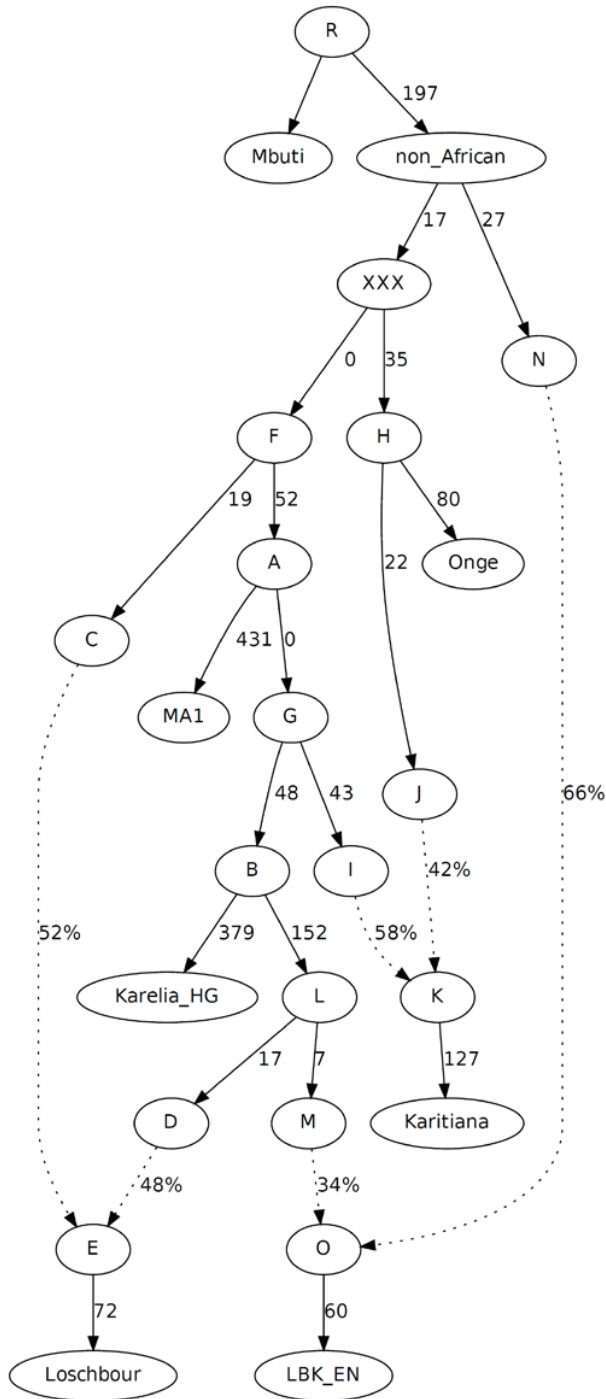 R
197
Mbuti
non_African
17
27
XXX
N
0
35
F
H
19
52
80
A
Onge
22
C
431
0
MA1
G
48
43
J
66%
B
I
42%
52%
379
152
58%
Karelia_HG
L
K
17
7
127
D
M
Karitiana
48%
34%
E
O
72
60
Loschbour
LBK_EN